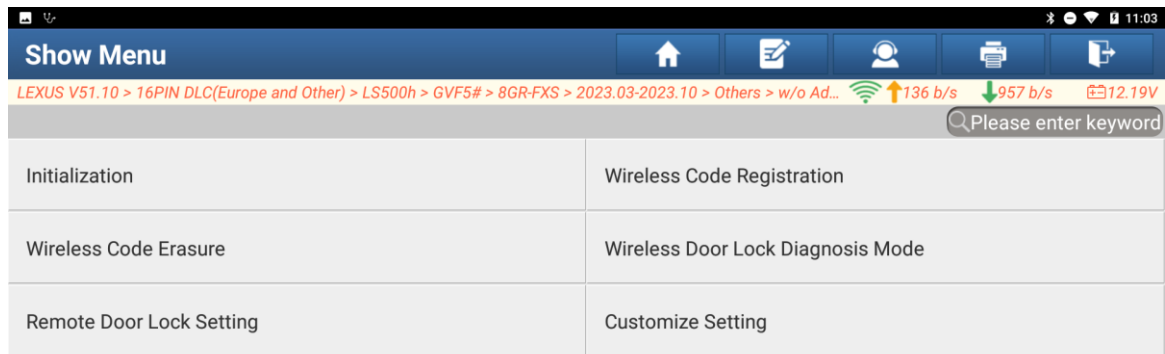 11:03
Show Menu
LEXUS V51.10 > 16PIN DLC(Europe and Other) > LS500h > GVF5# > 8GR-FXS > 2023.03-2023.10 > Others > w/o Ad... 136 b/s 957 b/s 12.19V
Please enter keyword
Initialization Wireless Code Registration
Wireless Code Erasure Wireless Door Lock Diagnosis Mode
Remote Door Lock Setting Customize Setting